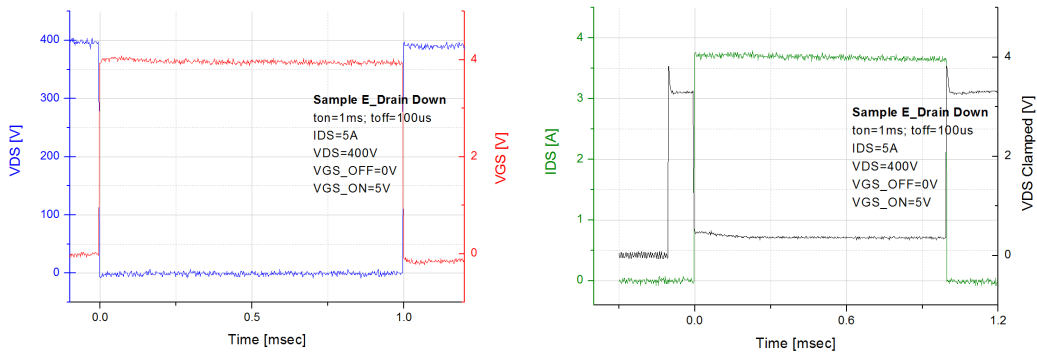 400
300
200
100
0
VDS [V]
4
2
0
VGS [V]
Sample E_Drain Down
ton=1ms; toff=100us
IDS=5A
VDS=400V
VGS_OFF=0V
VGS_ON=5V
0.0
0.5
1.0
Time [msec]
4
3
2
1
0
IDS [A]
4
2
0
VDS Clamped [V]
Sample E_Drain Down
ton=1ms; toff=100us
IDS=5A
VDS=400V
VGS_OFF=0V
VGS_ON=5V
0.0
0.6
1.2
Time [msec]